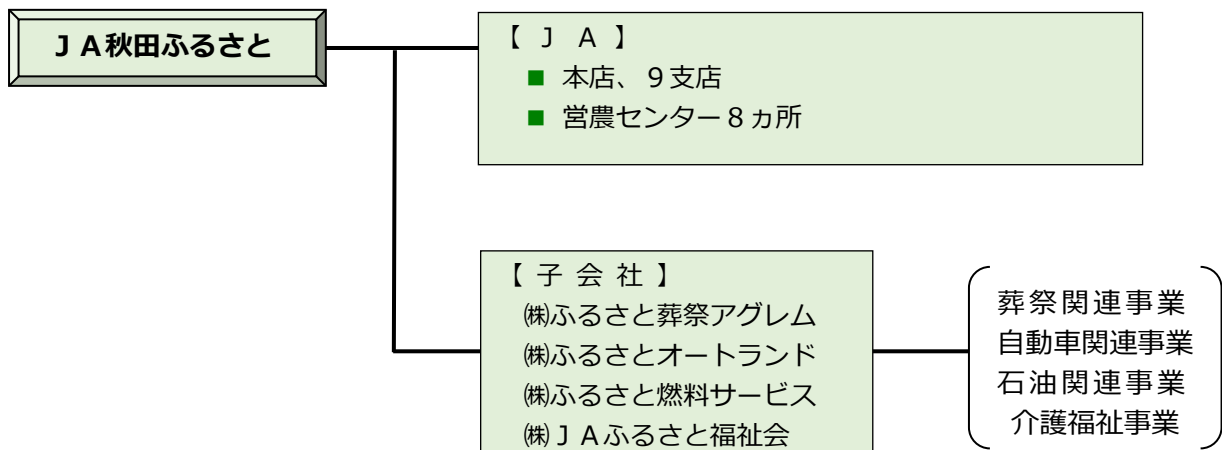 ＪＡ秋田ふるさと
【 Ｊ Ａ 】
■ 本店、９支店
■ 営農センター８ヵ所
【 子 会 社 】
㈱ふるさと葬祭アグレム
㈱ふるさとオートランド
㈱ふるさと燃料サービス
㈱ＪＡふるさと福祉会
葬祭関連事業
自動車関連事業
石油関連事業
介護福祉事業